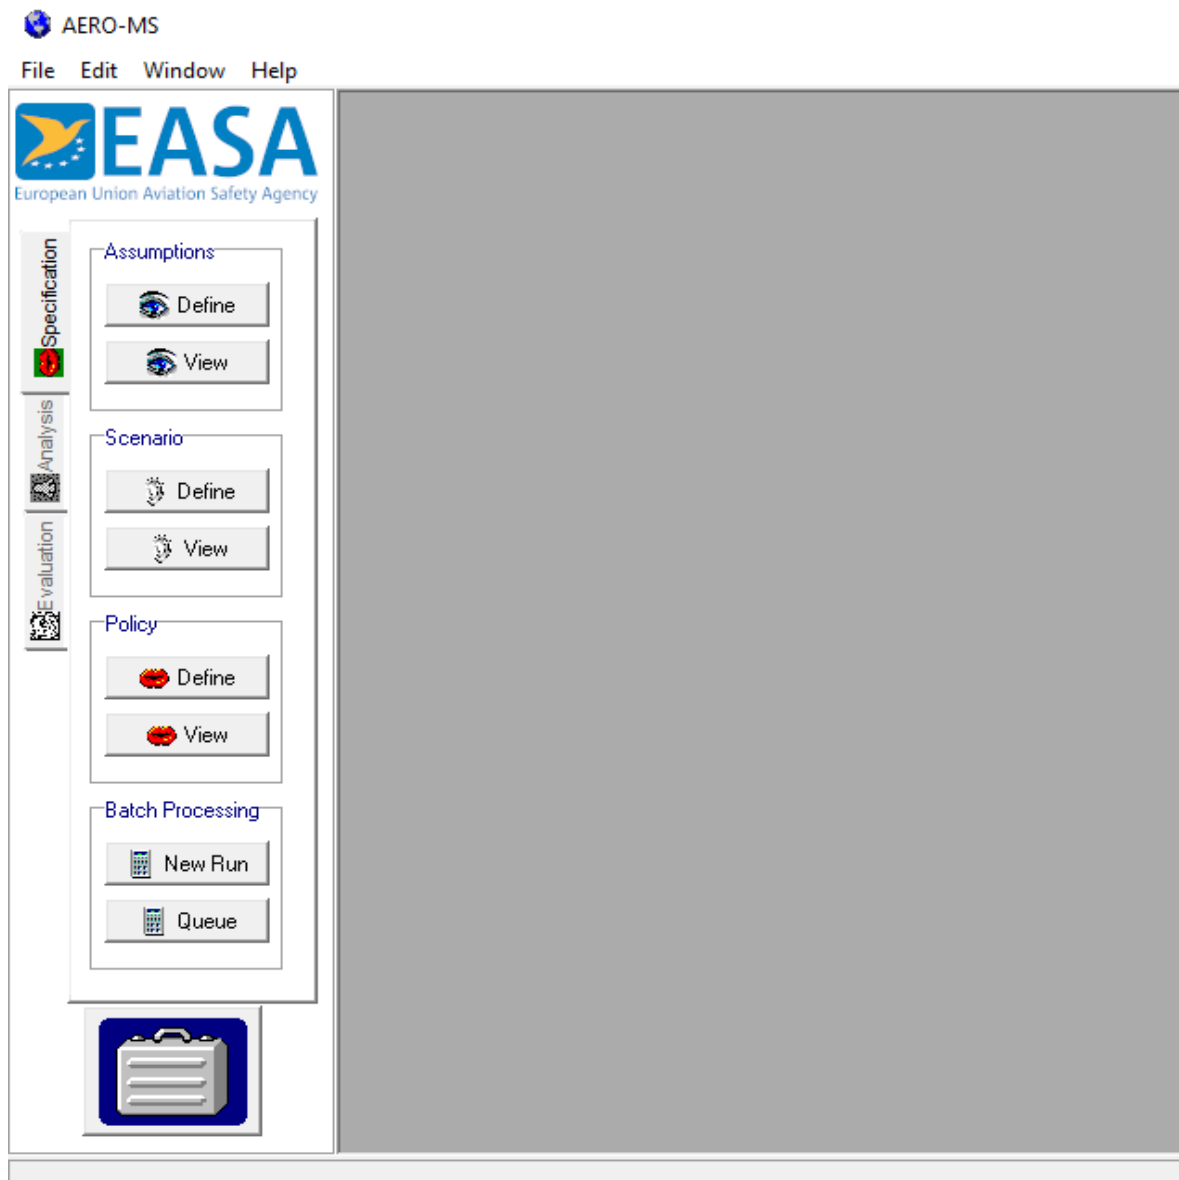 AERO-MS
File Edit Window Help
EASA
European Union Aviation Safety Agency
Specification
Analysis
Evaluation
Assumptions
Define
View
Scenario
Define
View
Policy
Define
View
Batch Processing
New Run
Queue